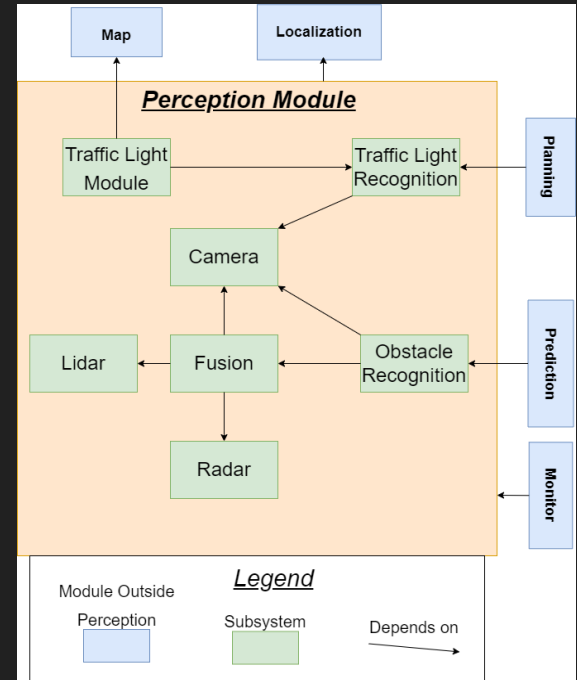 Map
Localization
Perception Module
Traffic Light
Module
Traffic Light
Recognition
Planning
Camera
Lidar
Fusion
Obstacle
Recognition
Prediction
Radar
Monitor
Legend
Module Outside
Perception
Subsystem
Depends on